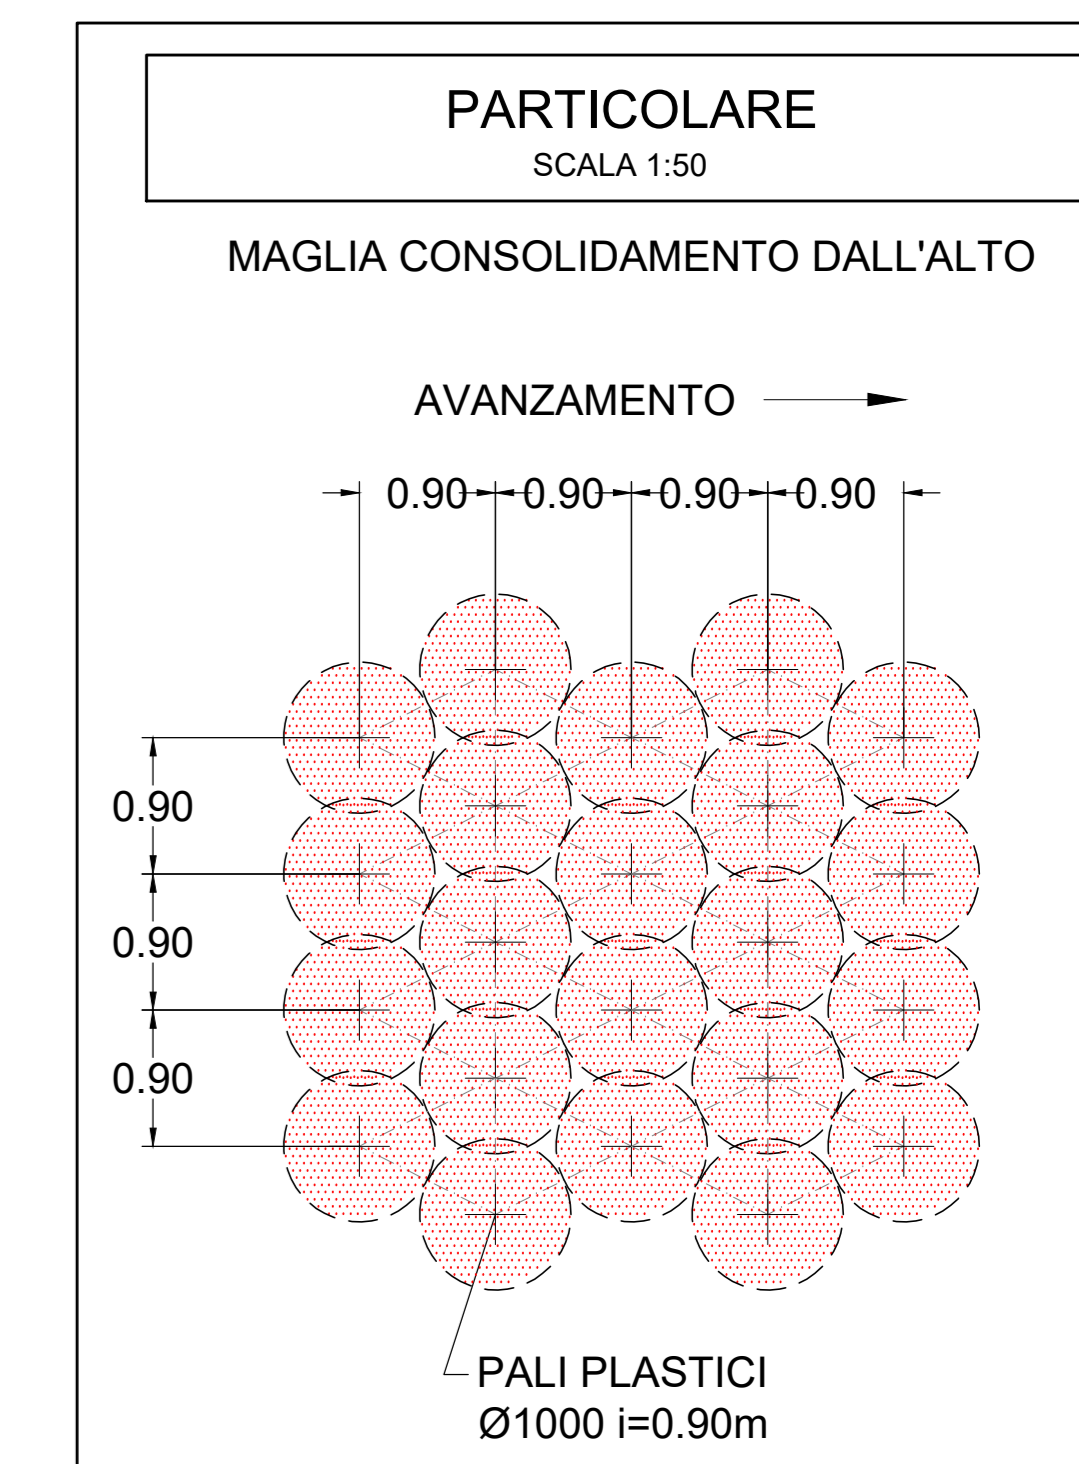 PARTICOLARE
SCALA 1:50
MAGLIA CONSOLIDAMENTO DALL'ALTO
AVANZAMENTO
0.90 0.90 0.90 0.90
0.90
0.90
0.90
PALI PLASTICI
Ø1000 i=0.90m